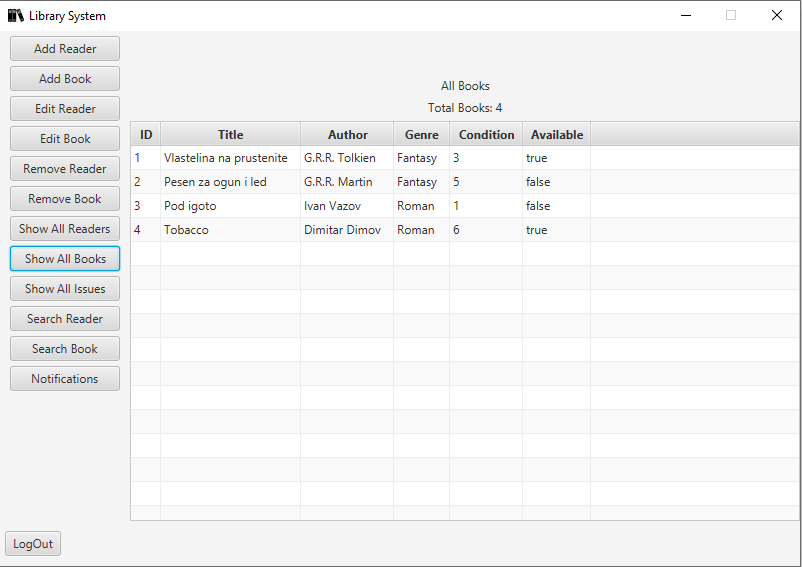 Library System
Add Reader
Add Book
Edit Reader
Edit Book
Remove Reader
Remove Book
Show All Readers
Show All Books
Show All Issues
Search Reader
Search Book
Notifications
LogOut
All Books
Total Books: 4
ID Title Author Genre Condition Available
1 Vlastelina na prustenite G.R.R. Tolkien Fantasy 3 true
2 Pesen za ogun i led G.R.R. Martin Fantasy 5 false
3 Pod igoto Ivan Vazov Roman 1 false
4 Tobacco Dimitar Dimov Roman 6 true